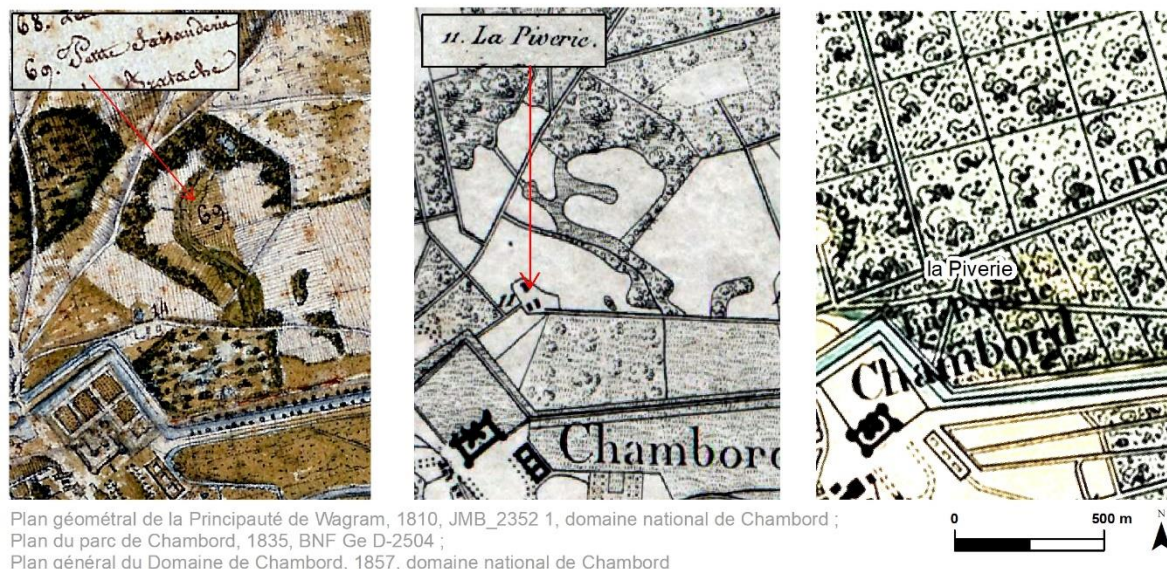 68. 
69. Petite Faisanderie
69.
14
11. La Piverie.
11
Chambord
la Piverie
Chambord
Plan géométral de la Principauté de Wagram, 1810, JMB_2352 1, domaine national de Chambord ;
Plan du parc de Chambord, 1835, BNF Ge D-2504 ;
Plan général du Domaine de Chambord, 1857, domaine national de Chambord
0 500 m
N